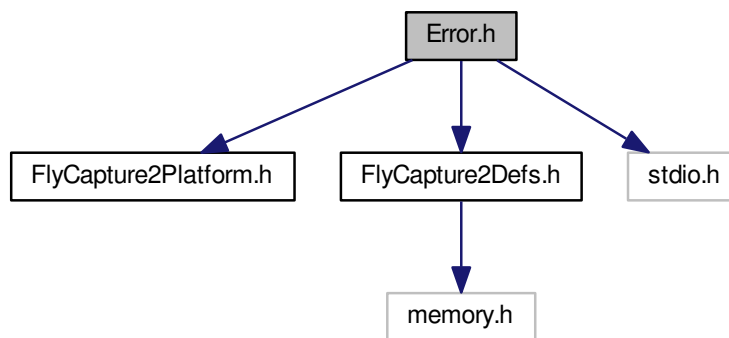 Error.h
FlyCapture2Platform.h
FlyCapture2Defs.h
stdio.h
memory.h